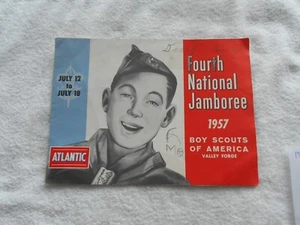 JULY 12
to
JULY 18
Fourth
National
Jamboree
1957
BOY SCOUTS
OF AMERICA
VALLEY FORGE
ATLANTIC